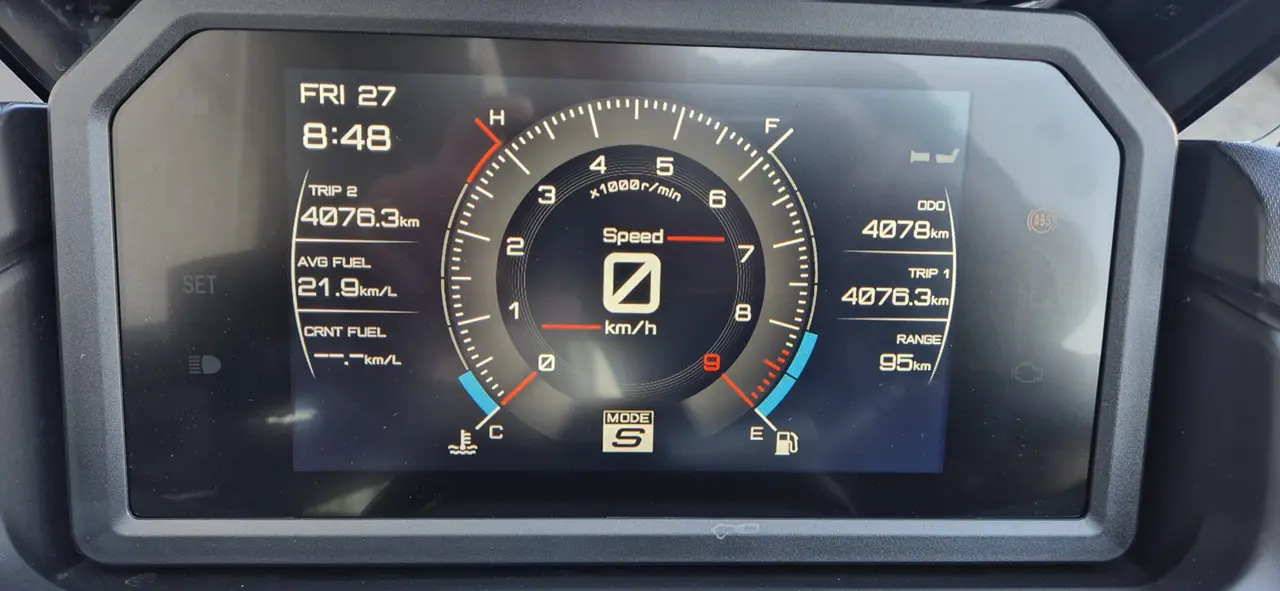 FRI 27
8:48
TRIP 2
4076.3km
AVG FUEL
21.9km/L
CRNT FUEL
--.-km/L
SET
H
F
C
E
0
1
2
3
4
5
6
7
8
9
x1000r/min
Speed
0
km/h
MODE
S
ODO
4078km
TRIP 1
4076.3km
RANGE
95km
ABS